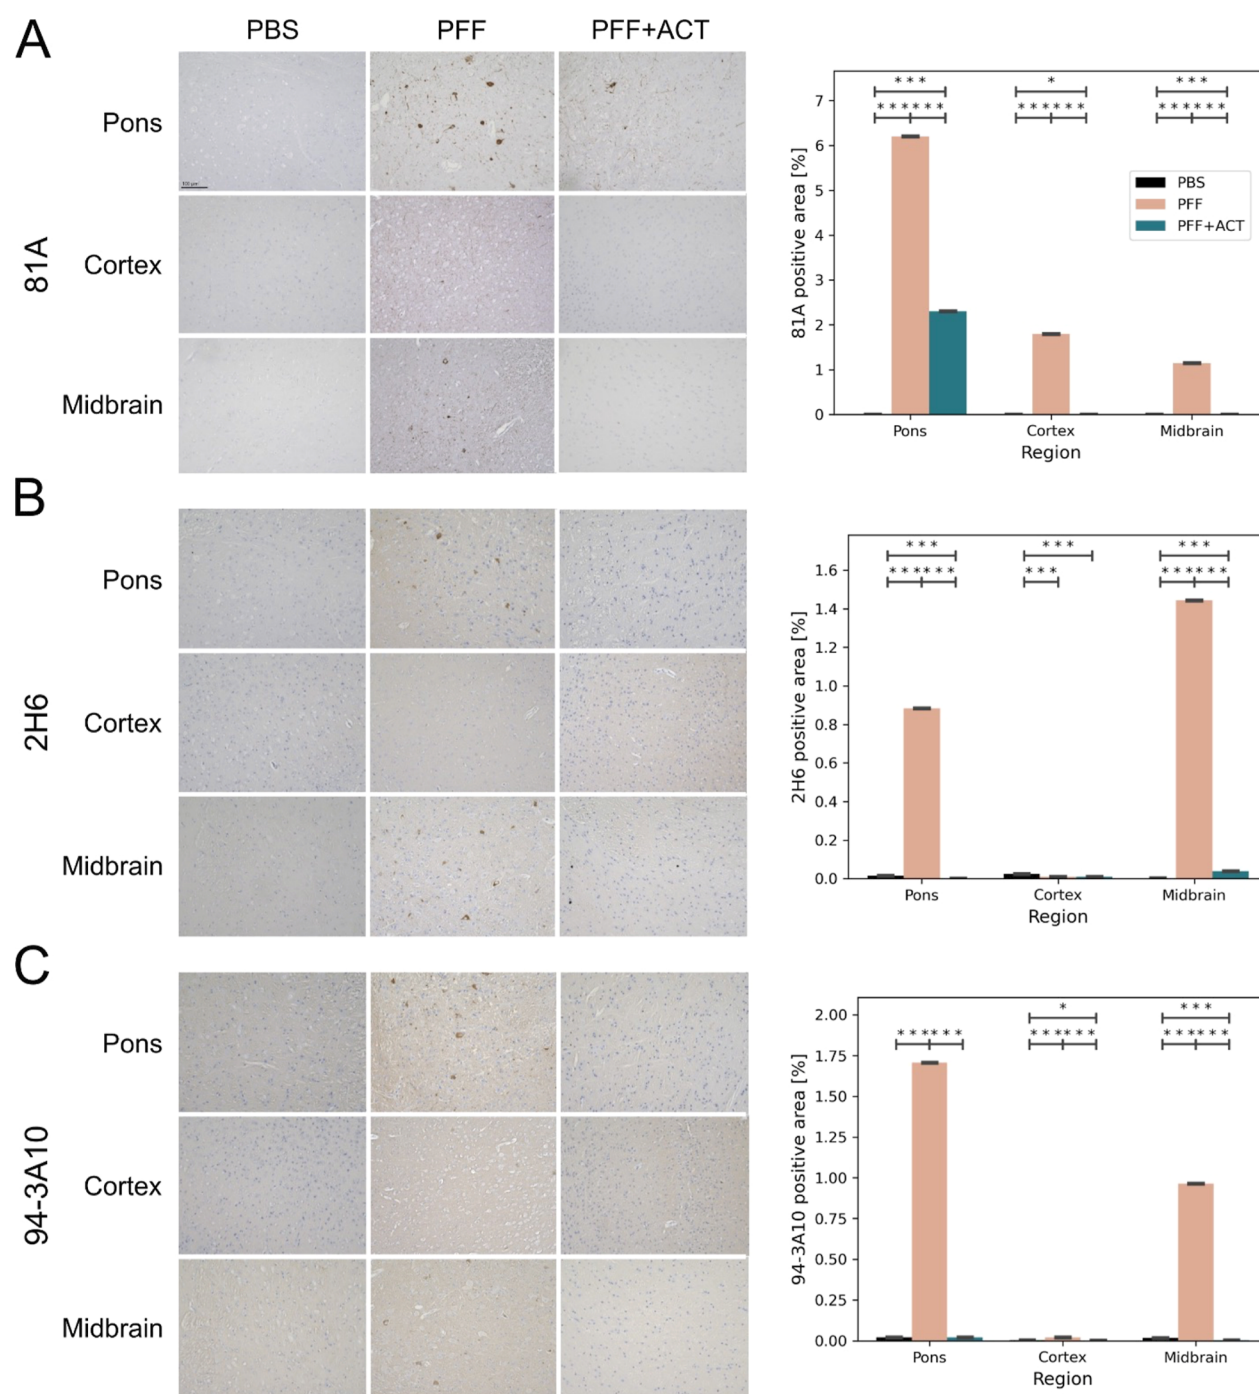 A
PBS PFF PFF+ACT
81A
Pons
Cortex
Midbrain
100 µm
81A positive area [%]
7
6
5
4
3
2
1
0
*** * ***
****** ****** ******
PBS
PFF
PFF+ACT
Pons Cortex Midbrain
Region
B
2H6
Pons
Cortex
Midbrain
2H6 positive area [%]
1.6
1.4
1.2
1.0
0.8
0.6
0.4
0.2
0.0
*** *** ***
****** *** ******
Pons Cortex Midbrain
Region
C
94-3A10
Pons
Cortex
Midbrain
94-3A10 positive area [%]
2.00
1.75
1.50
1.25
1.00
0.75
0.50
0.25
0.00
* ***
****** ****** ******
Pons Cortex Midbrain
Region